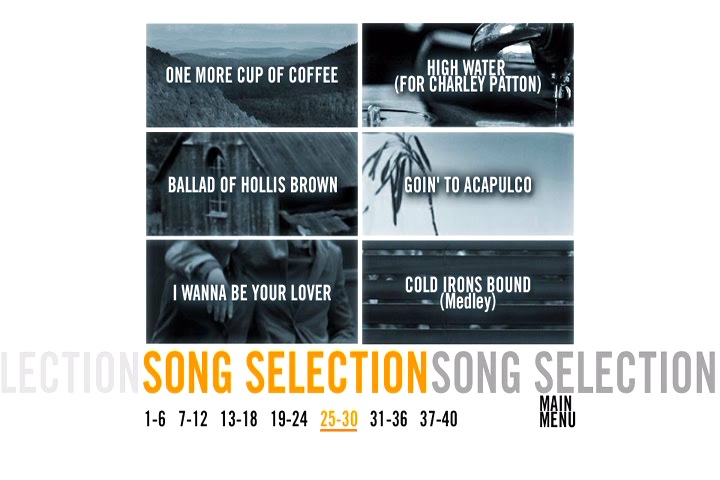 ONE MORE CUP OF COFFEE
HIGH WATER
(FOR CHARLEY PATTON)
BALLAD OF HOLLIS BROWN
GOIN' TO ACAPULCO
I WANNA BE YOUR LOVER
COLD IRONS BOUND
(Medley)
LECTION SONG SELECTION SONG SELECTION
1-6 7-12 13-18 19-24 25-30 31-36 37-40
MAIN
MENU